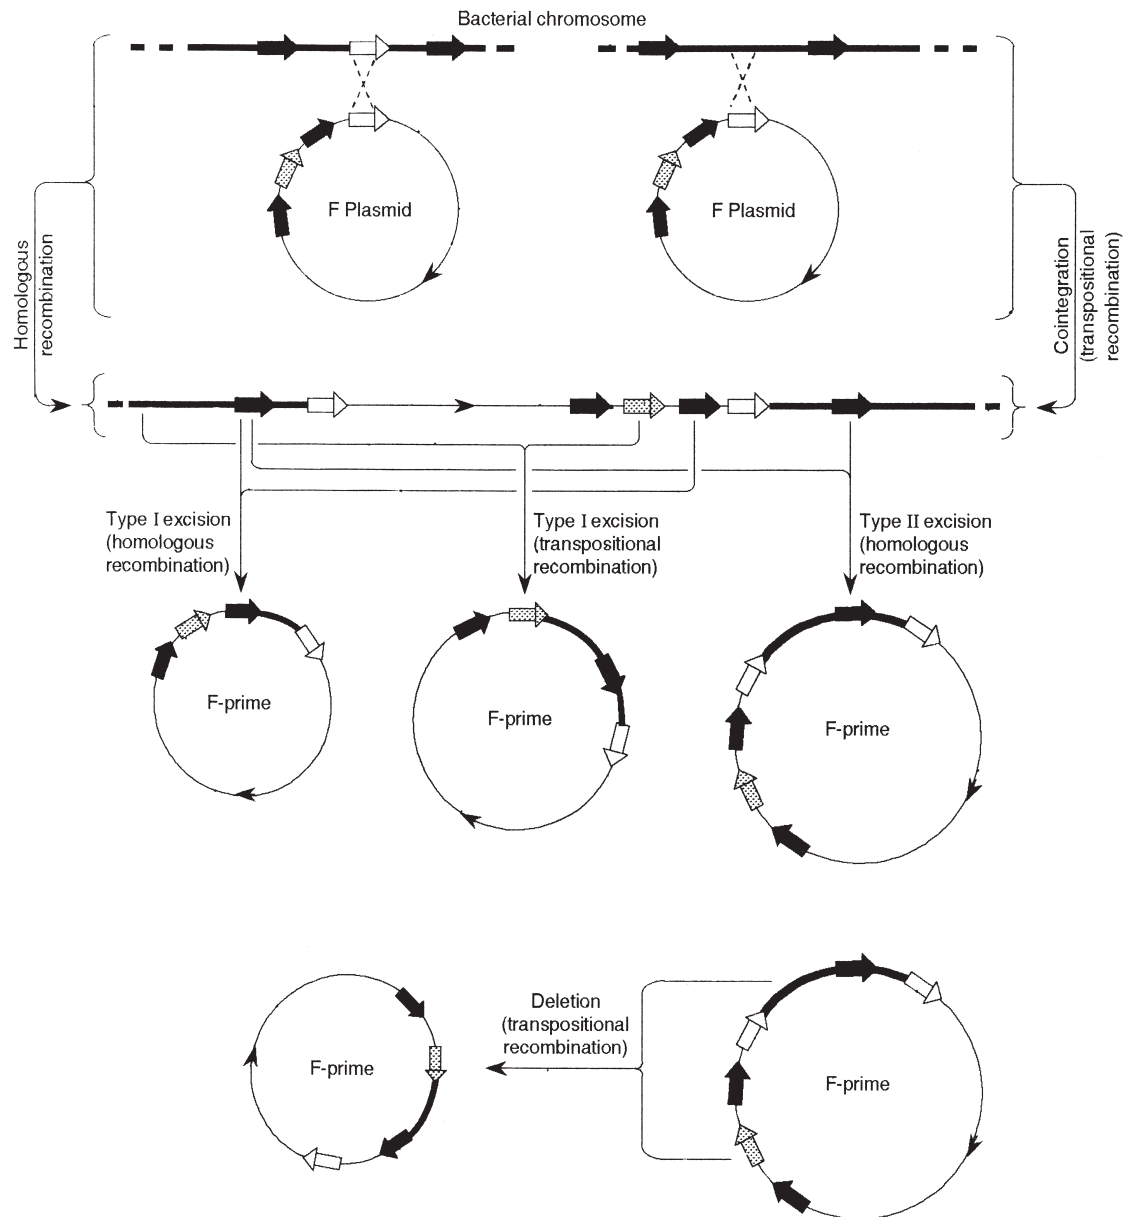 Bacterial chromosome
F Plasmid
F Plasmid
Homologous
recombination
Cointegration
(transpositional
recombination)
Type I excision
(homologous
recombination)
Type I excision
(transpositional
recombination)
Type II excision
(homologous
recombination)
F-prime
F-prime
F-prime
Deletion
(transpositional
recombination)
F-prime
F-prime